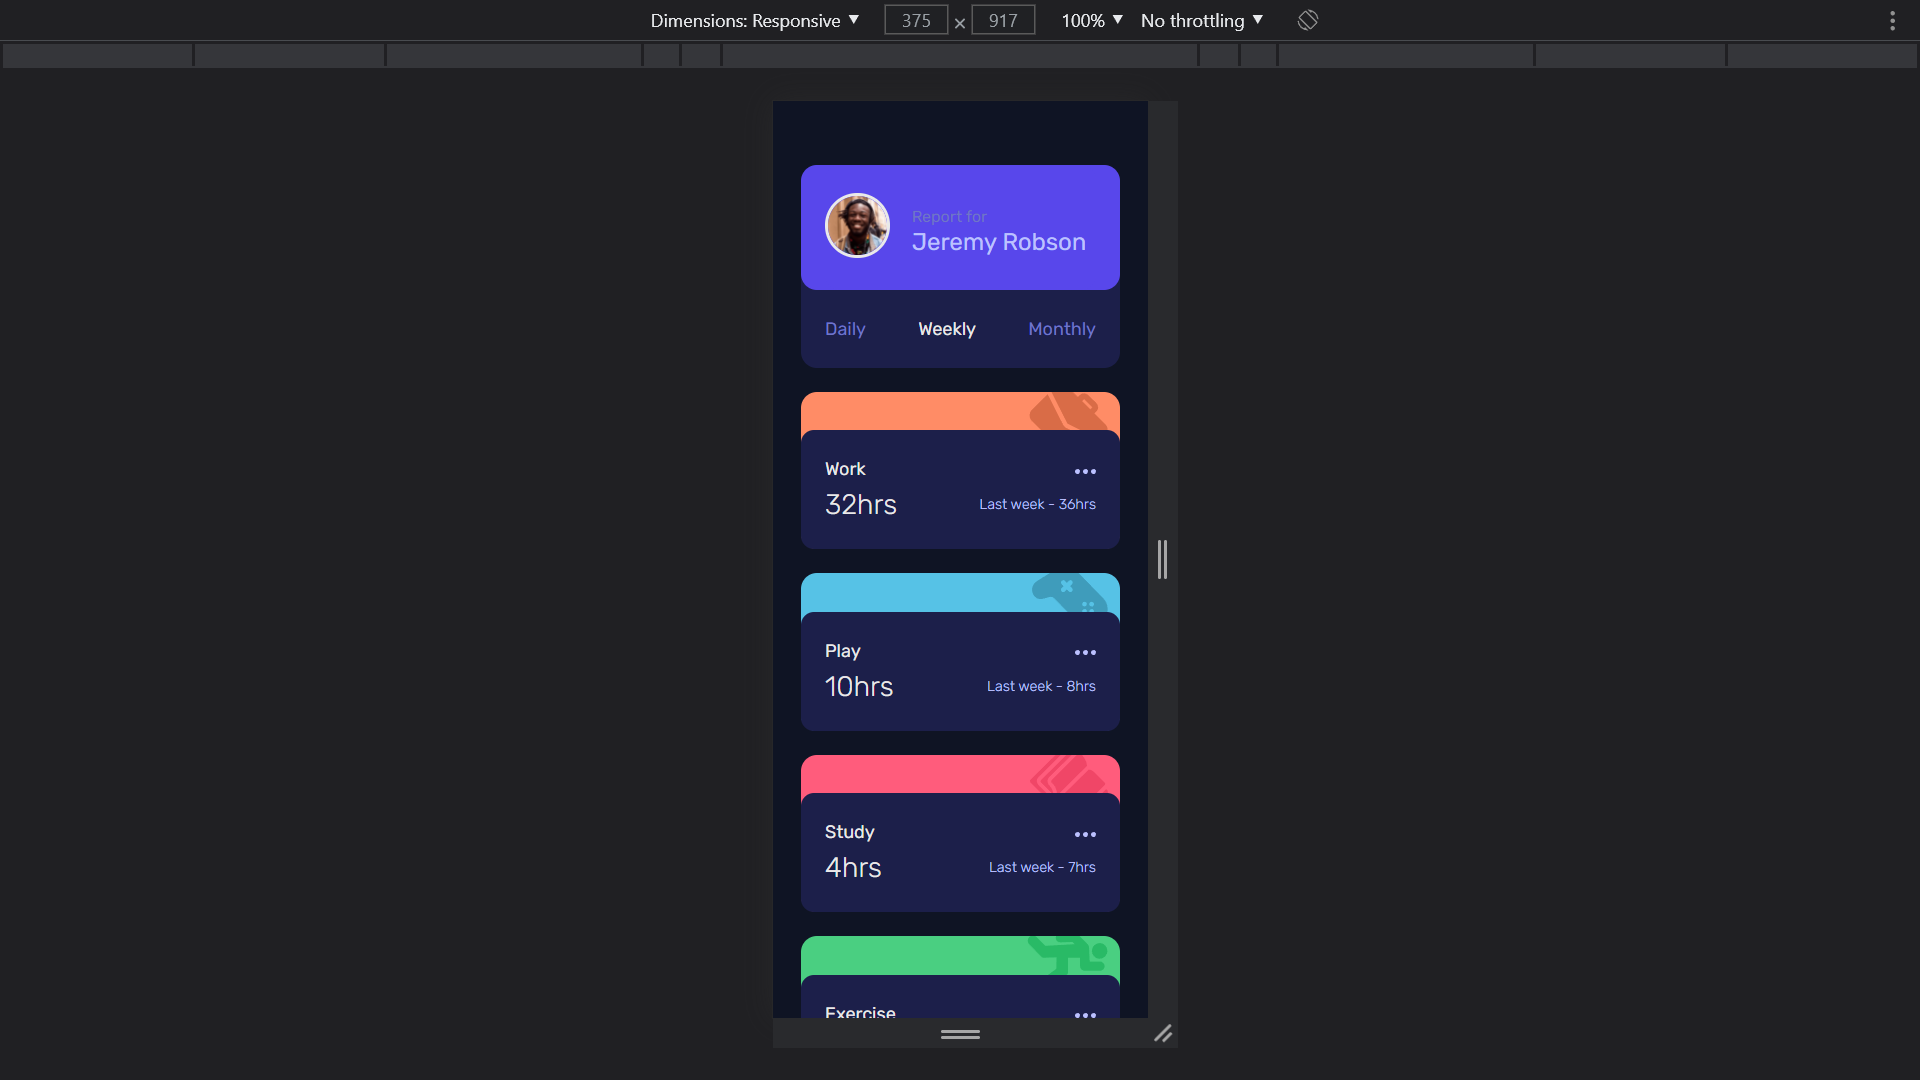 Dimensions: Responsive ▼ 375 × 917 100% ▼ No throttling ▼
Report for
Jeremy Robson
Daily Weekly Monthly
Work
32hrs Last week - 36hrs
Play
10hrs Last week - 8hrs
Study
4hrs Last week - 7hrs
Exercise